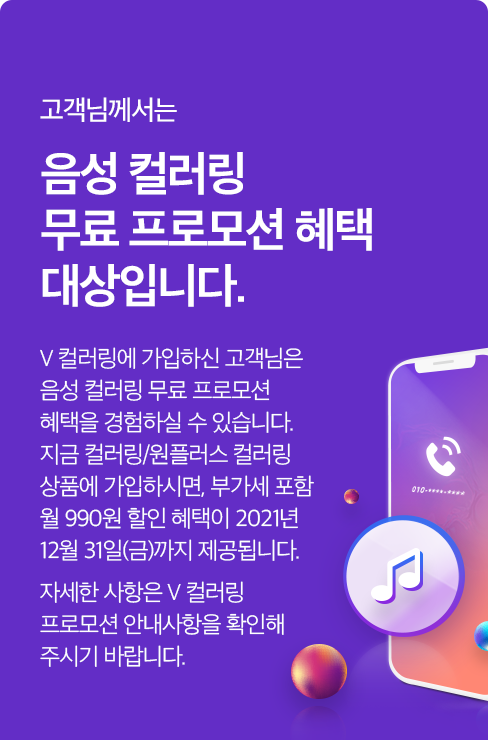 고객님께서는
음성 컬러링
무료 프로모션 혜택
대상입니다.
V 컬러링에 가입하신 고객님은
음성 컬러링 무료 프로모션
혜택을 경험하실 수 있습니다.
지금 컬러링/원플러스 컬러링
상품에 가입하시면, 부가세 포함
월 990원 할인 혜택이 2021년
12월 31일(금)까지 제공됩니다.
자세한 사항은 V 컬러링
프로모션 안내사항을 확인해
주시기 바랍니다.
010-****-****